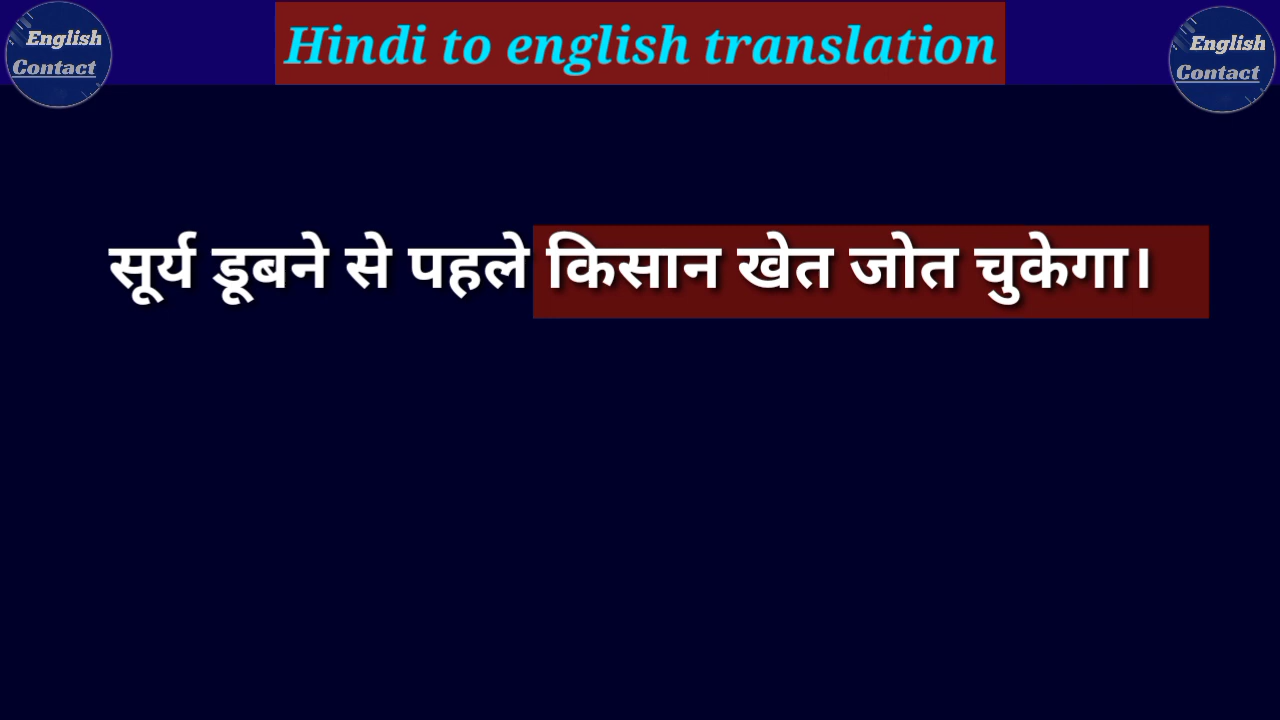 English
Contact
Hindi to english translation
English
Contact
सूर्य डूबने से पहले किसान खेत जोत चुकेगा।